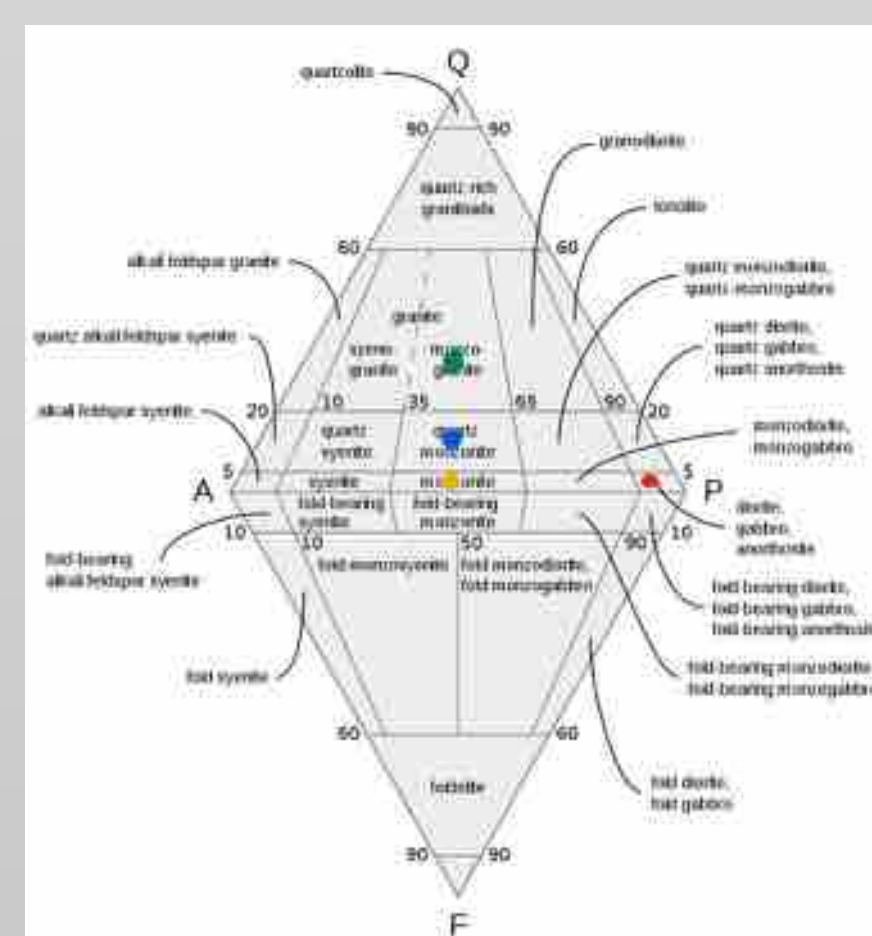 Q
quartzolite
90 90
granodiorite
quartz rich
granitoids
tonalite
60 60
alkali feldspar granite
quartz monzodiorite,
quartz monzogabbro
granite
quartz alkali feldspar syenite
quartz diorite,
quartz gabbro,
quartz anorthosite
syeno monzo-
granite granite
20 10 35 65 90 20
alkali feldspar syenite
monzodiorite,
monzogabbro
quartz quartz
syenite monzonite
5 5
syenite monzonite
A P
foid-bearing foid-bearing
syenite monzonite
diorite,
gabbro,
anorthosite
10 10 50 90 10
foid-bearing
alkali feldspar syenite
foid monzosyenite
foid monzodiorite,
foid monzogabbro
foid-bearing diorite,
foid-bearing gabbro,
foid-bearing
foid syenite
foid-bearing monzodiorite
foid-bearing monzogabbro
60 60
foidolite
foid diorite,
foid gabbro
90 90
F